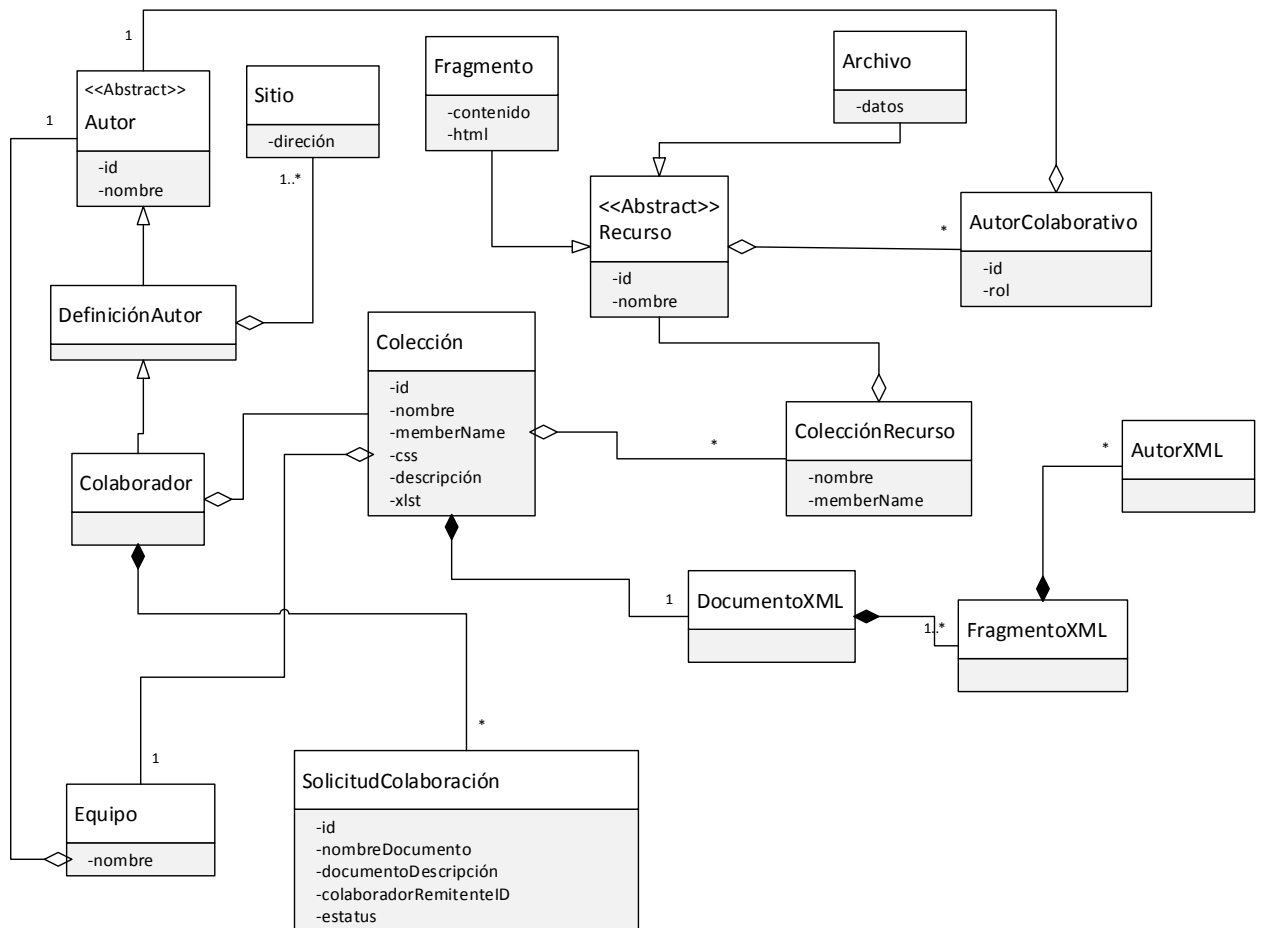 1
1
<<Abstract>>
Autor
-id
-nombre
Sitio
-direción
1..*
Fragmento
-contenido
-html
Archivo
-datos
<<Abstract>>
Recurso
-id
-nombre
*
AutorColaborativo
-id
-rol
DefiniciónAutor
Colección
-id
-nombre
-memberName
-css
-descripción
-xlst
*
ColecciónRecurso
-nombre
-memberName
*
AutorXML
Colaborador
1
DocumentoXML
1..*
FragmentoXML
*
1
Equipo
-nombre
SolicitudColaboración
-id
-nombreDocumento
-documentoDescripción
-colaboradorRemitenteID
-estatus